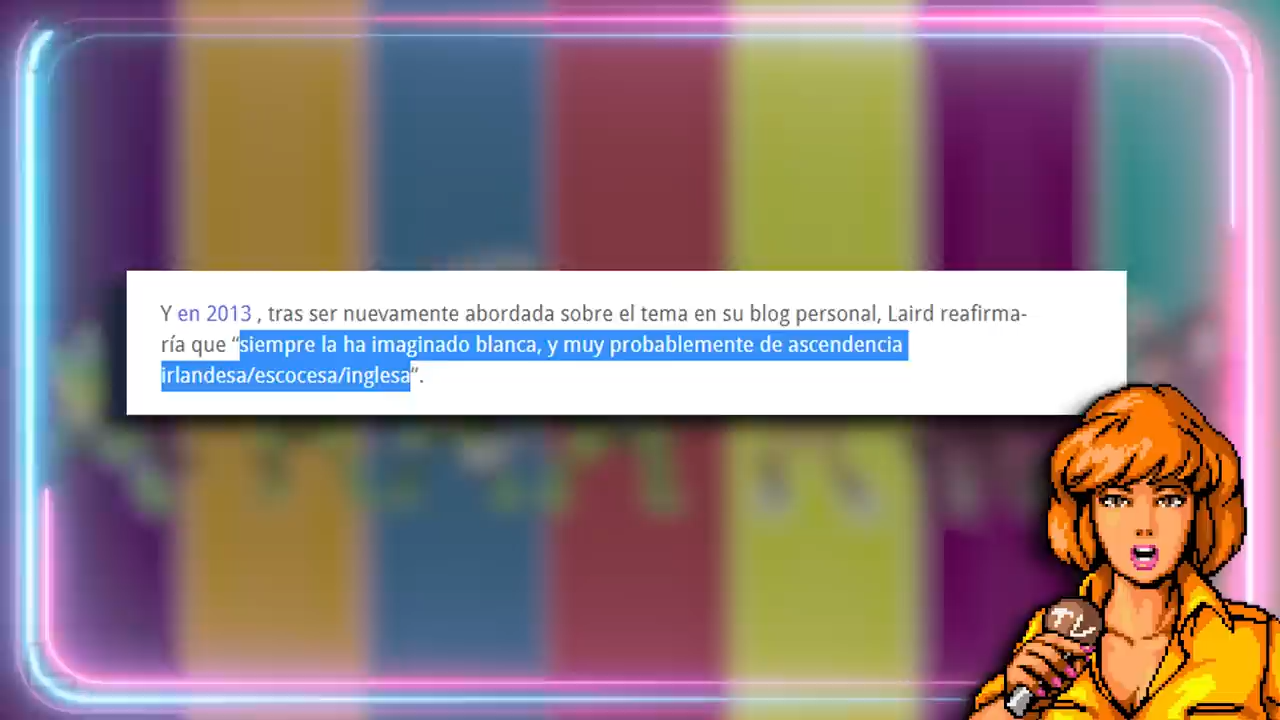 Y en 2013 , tras ser nuevamente abordada sobre el tema en su blog personal, Laird reafirma-
ría que “siempre la ha imaginado blanca, y muy probablemente de ascendencia
irlandesa/escocesa/inglesa“.
TV